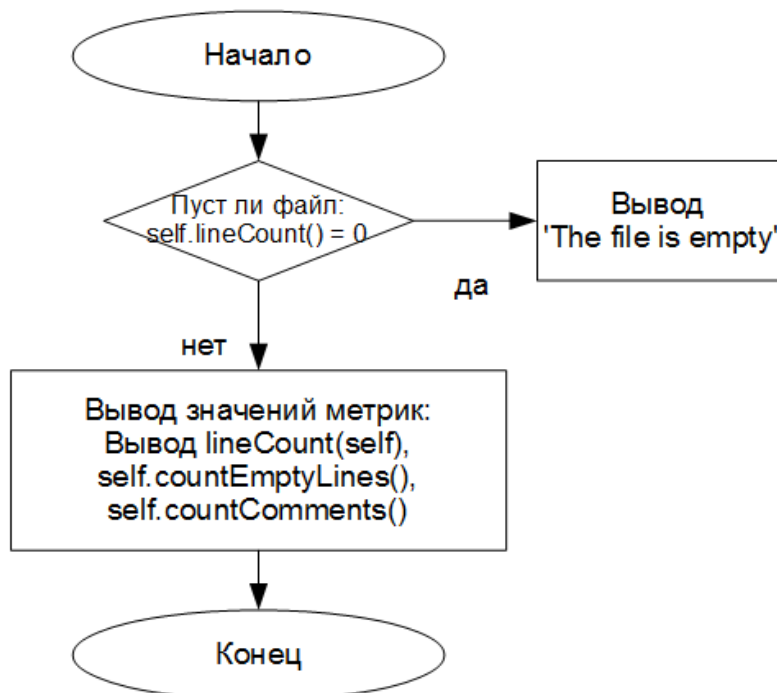 Начало
Пуст ли файл:
self.lineCount() = 0
Вывод
'The file is empty'
да
нет
Вывод значений метрик:
Вывод lineCount(self),
self.countEmptyLines(),
self.countComments()
Конец